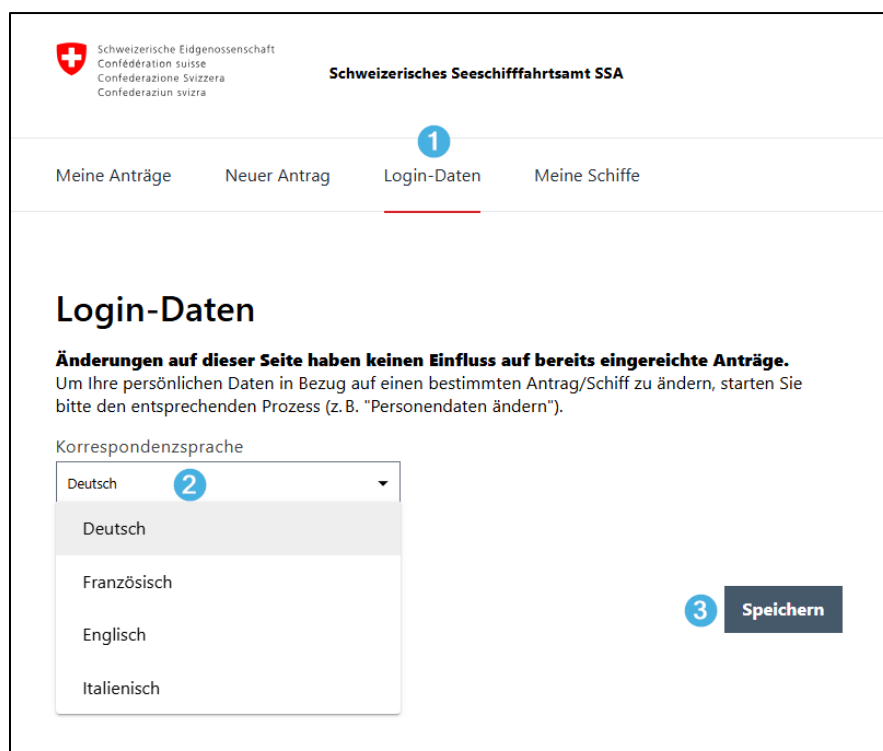 Schweizerische Eidgenossenschaft
Confédération suisse
Confederazione Svizzera
Confederaziun svizra
Schweizerisches Seeschifffahrtsamt SSA
1
Meine Anträge Neuer Antrag Login-Daten Meine Schiffe
Login-Daten
Änderungen auf dieser Seite haben keinen Einfluss auf bereits eingereichte Anträge.
Um Ihre persönlichen Daten in Bezug auf einen bestimmten Antrag/Schiff zu ändern, starten Sie
bitte den entsprechenden Prozess (z. B. "Personendaten ändern").
Korrespondenzsprache
Deutsch 2
Deutsch
Französisch
3 Speichern
Englisch
Italienisch